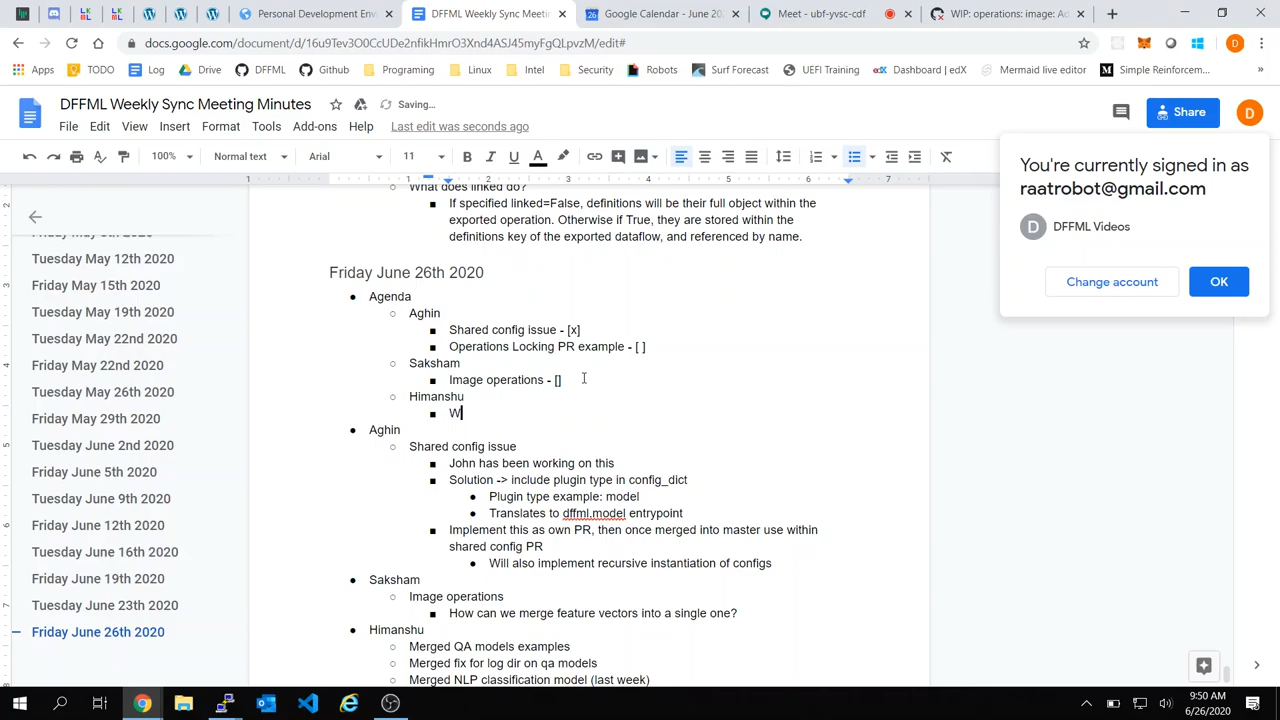 Personal Development Env
DFFML Weekly Sync Meetin
Google Calendar - June 20
Meet - ubf-yvsc-cdf
WIP: operations: image: Ad
docs.google.com/document/d/16u9Tev3O0CcUDe2nfikHmrO3Xnd4ASJ45myFgQLpvzM/edit#
Apps TODO Log Drive DFFML Github Programing Linux Intel Security Robots Surf Forecast UEFI Training Dashboard | edX Mermaid live editor Simple Reinforcem...
DFFML Weekly Sync Meeting Minutes Saving...
File Edit View Insert Format Tools Add-ons Help Last edit was seconds ago
Share
100% Normal text Arial 11
You're currently signed in as
raatrobot@gmail.com
DFFML Videos
Change account OK
Tuesday May 12th 2020
Friday May 15th 2020
Tuesday May 19th 2020
Friday May 22nd 2020
Friday May 22nd 2020
Tuesday May 26th 2020
Friday May 29th 2020
Tuesday June 2nd 2020
Friday June 5th 2020
Tuesday June 9th 2020
Friday June 12th 2020
Tuesday June 16th 2020
Friday June 19th 2020
Tuesday June 23th 2020
Friday June 26th 2020
What does linked do?
If specified linked=False, definitions will be their full object within the
exported operation. Otherwise if True, they are stored within the
definitions key of the exported dataflow, and referenced by name.
Friday June 26th 2020
Agenda
Aghin
Shared config issue - [x]
Operations Locking PR example - [ ]
Saksham
Image operations - []
Himanshu
W
Aghin
Shared config issue
John has been working on this
Solution -> include plugin type in config_dict
Plugin type example: model
Translates to dffml.model entrypoint
Implement this as own PR, then once merged into master use within
shared config PR
Will also implement recursive instantiation of configs
Saksham
Image operations
How can we merge feature vectors into a single one?
Himanshu
Merged QA models examples
Merged fix for log dir on qa models
Merged NLP classification model (last week)
9:50 AM
6/26/2020